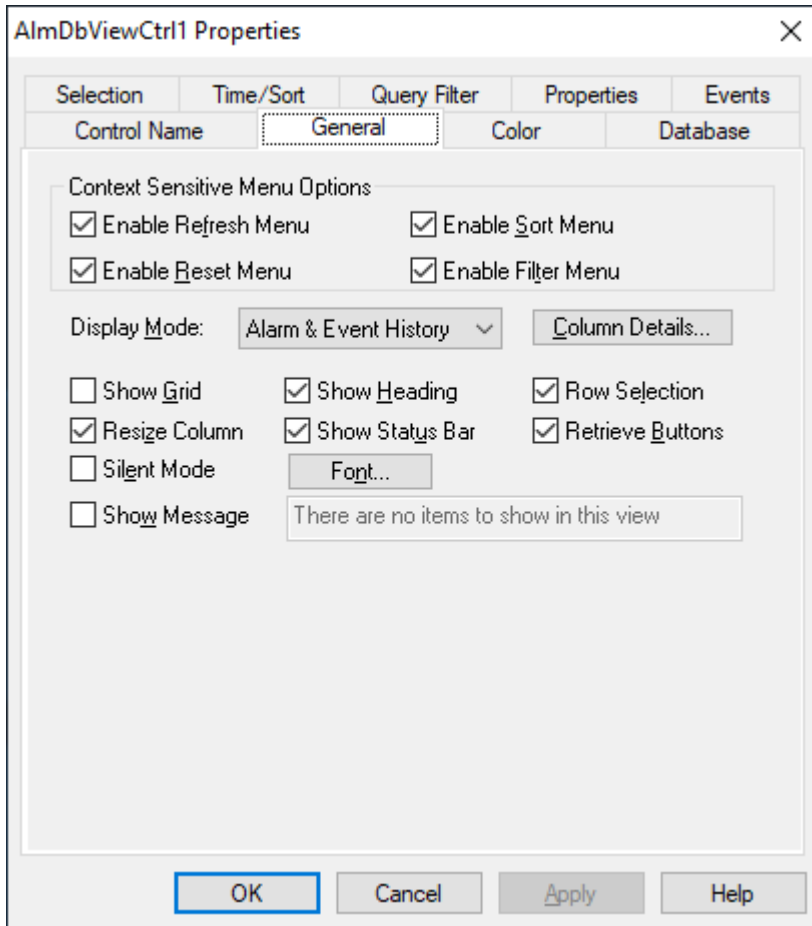 AlmDbViewCtrl1 Properties
Selection Time/Sort Query Filter Properties Events
Control Name General Color Database
Context Sensitive Menu Options
Enable Refresh Menu Enable Sort Menu
Enable Reset Menu Enable Filter Menu
Display Mode: Alarm & Event History Column Details...
Show Grid Show Heading Row Selection
Resize Column Show Status Bar Retrieve Buttons
Silent Mode Font...
Show Message There are no items to show in this view
OK Cancel Apply Help